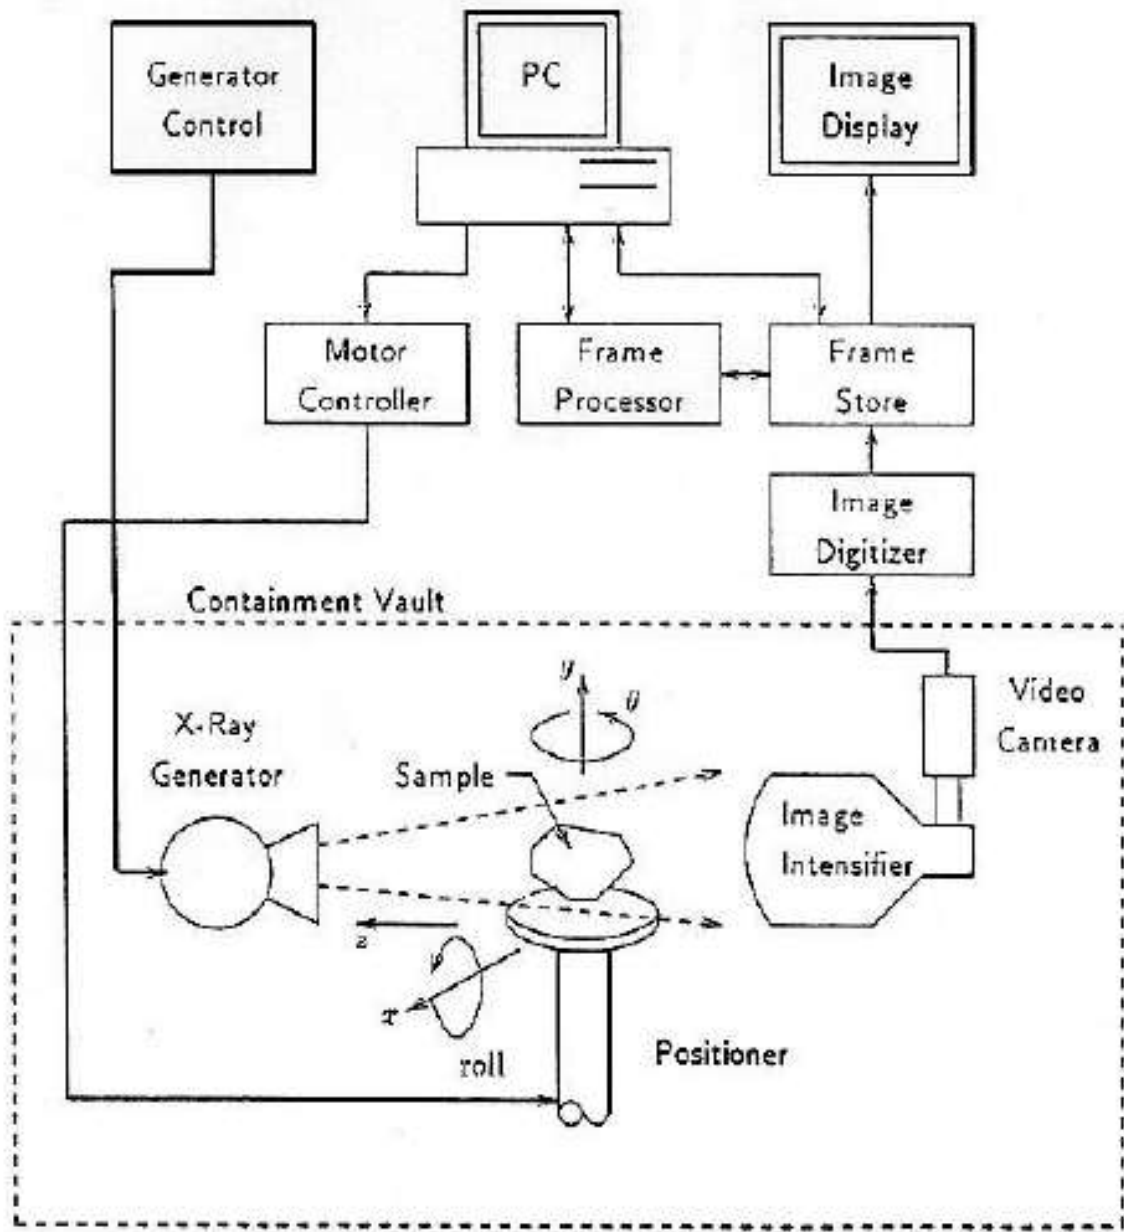 Generator
Control
PC
Image
Display
Motor
Controller
Frame
Processor
Frame
Store
Image
Digitizer
Containment Vault
y
θ
X-Ray
Generator
Sample
Video
Camera
Image
Intensifier
z
x
roll
Positioner